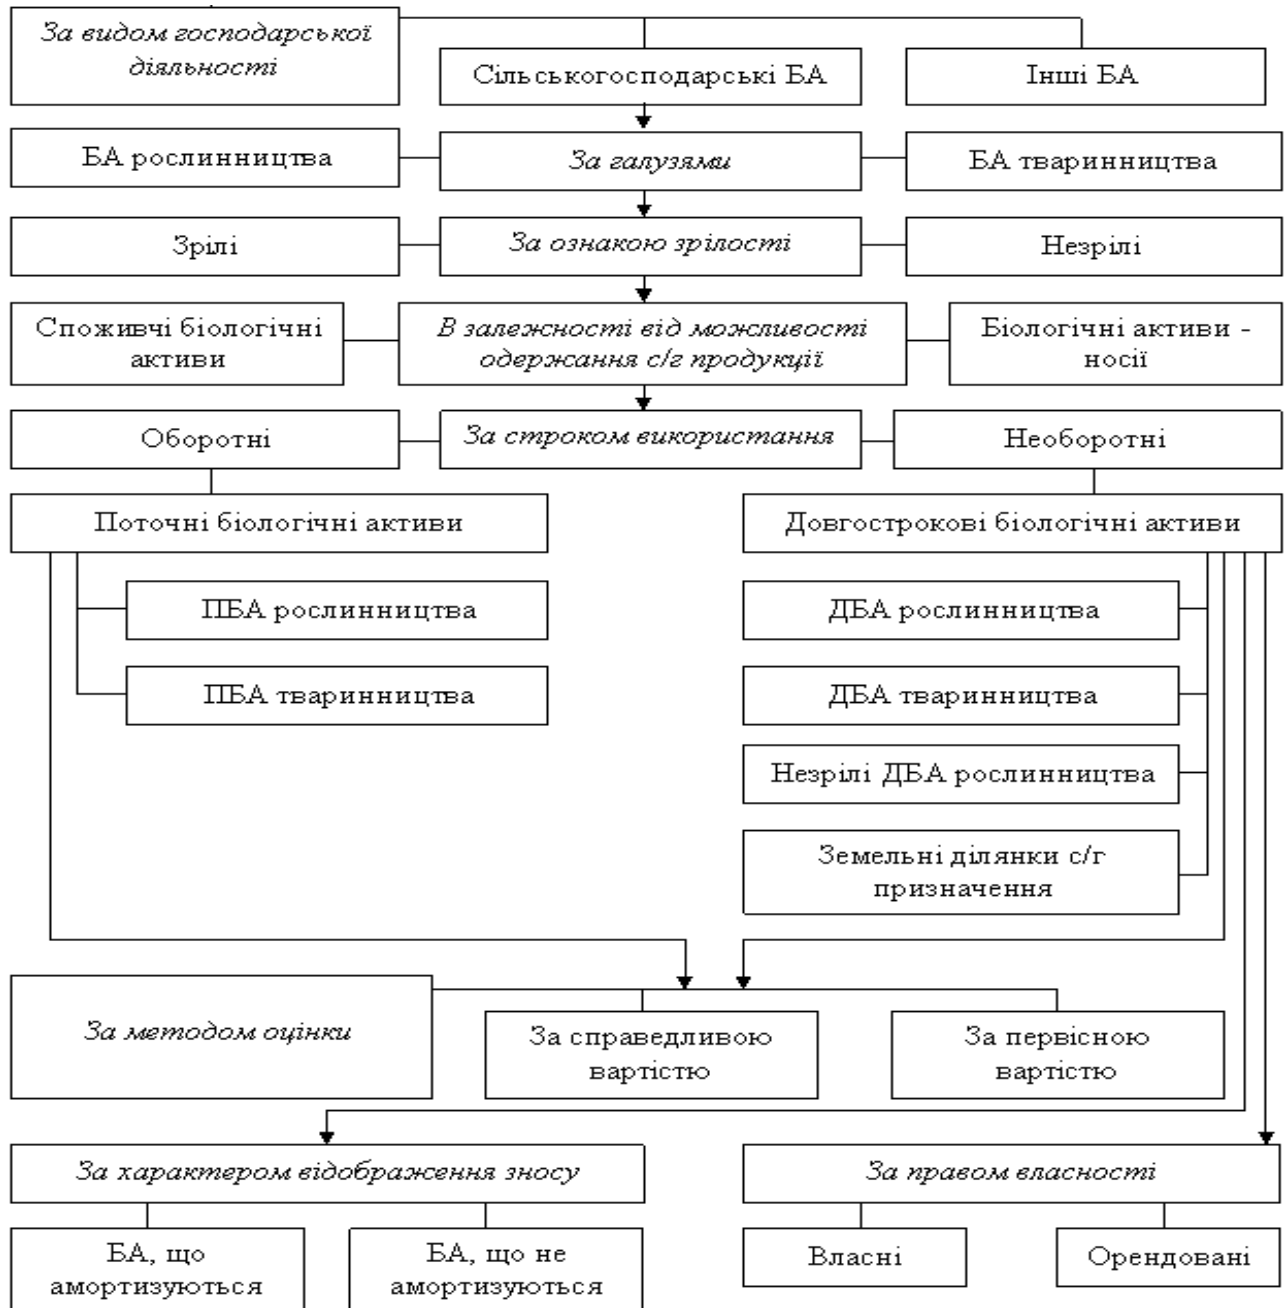 За видом господарської
діяльності
Сільськогосподарські БА
Інші БА
БА рослинництва
За галузями
БА тваринництва
Зрілі
За ознакою зрілості
Незрілі
Споживчі біологічні
активи
В залежності від можливості
одержання с/г продукції
Біологічні активи -
носії
Оборотні
За строком використання
Необоротні
Поточні біологічні активи
Довгострокові біологічні активи
ПБА рослинництва
ДБА рослинництва
ПБА тваринництва
ДБА тваринництва
Незрілі ДБА рослинництва
Земельні ділянки с/г
призначення
За методом оцінки
За справедливою
вартістю
За первісною
вартістю
За характером відображення зносу
За правом власності
БА, що
амортизуються
БА, що не
амортизуються
Власні
Орендовані